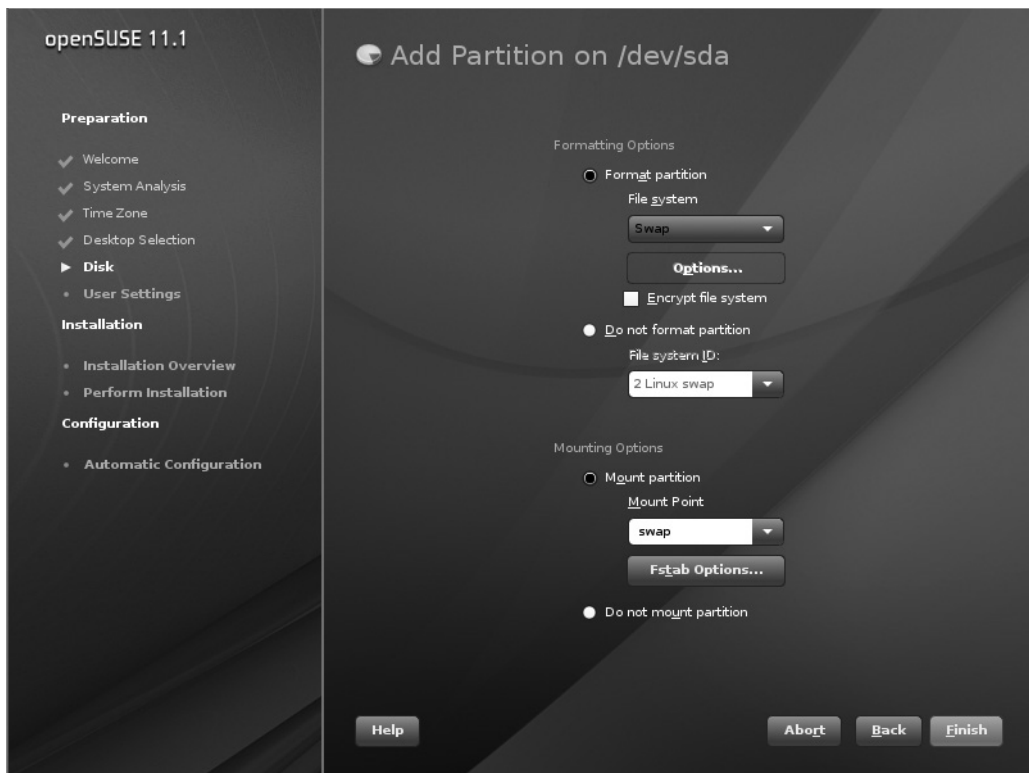 openSUSE 11.1
Preparation
Welcome
System Analysis
Time Zone
Desktop Selection
Disk
User Settings
Installation
Installation Overview
Perform Installation
Configuration
Automatic Configuration
Add Partition on /dev/sda
Formatting Options
Format partition
File system
Swap
Options...
Encrypt file system
Do not format partition
File system ID:
2 Linux swap
Mounting Options
Mount partition
Mount Point
swap
Fstab Options...
Do not mount partition
Help
Abort
Back
Finish